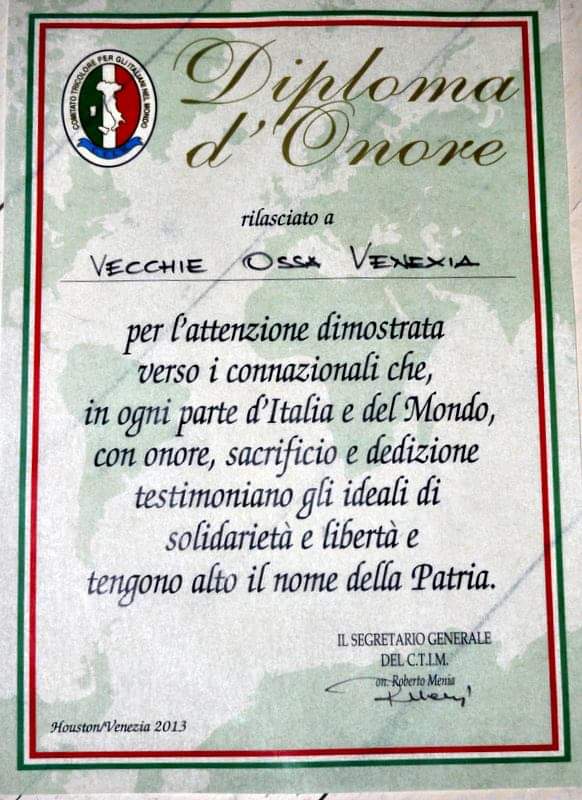 COMITATO TRICOLORE PER GLI ITALIANI NEL MONDO
Diploma
d'Onore
rilasciato a
VECCHIE OSSA VENEXIA
per l'attenzione dimostrata
verso i connazionali che,
in ogni parte d'Italia e del Mondo,
con onore, sacrificio e dedizione
testimoniano gli ideali di
solidarietà e libertà e
tengono alto il nome della Patria.
IL SEGRETARIO GENERALE
DEL C.T.I.M.
on. Roberto Menia
Houston/Venezia 2013